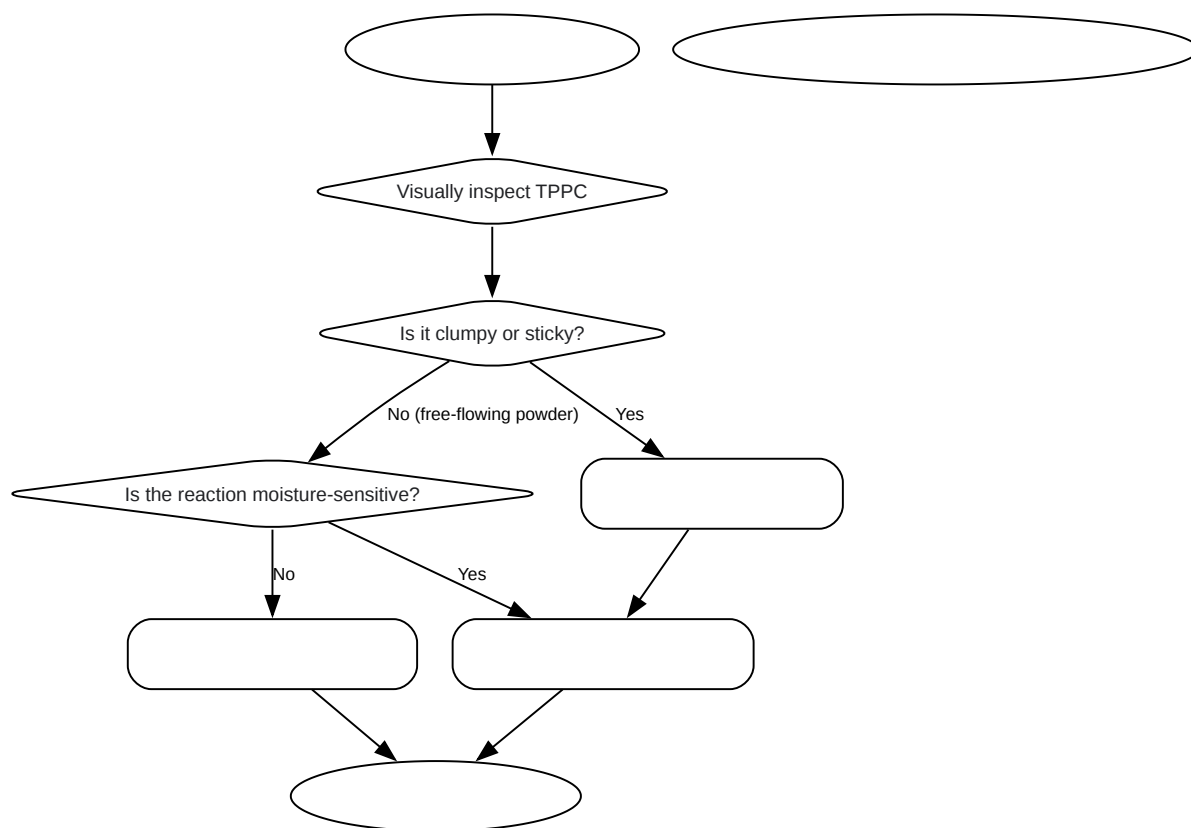 Visually inspect TPPC
Is it clumpy or sticky?
No (free-flowing powder)
Yes
Is the reaction moisture-sensitive?
No
Yes